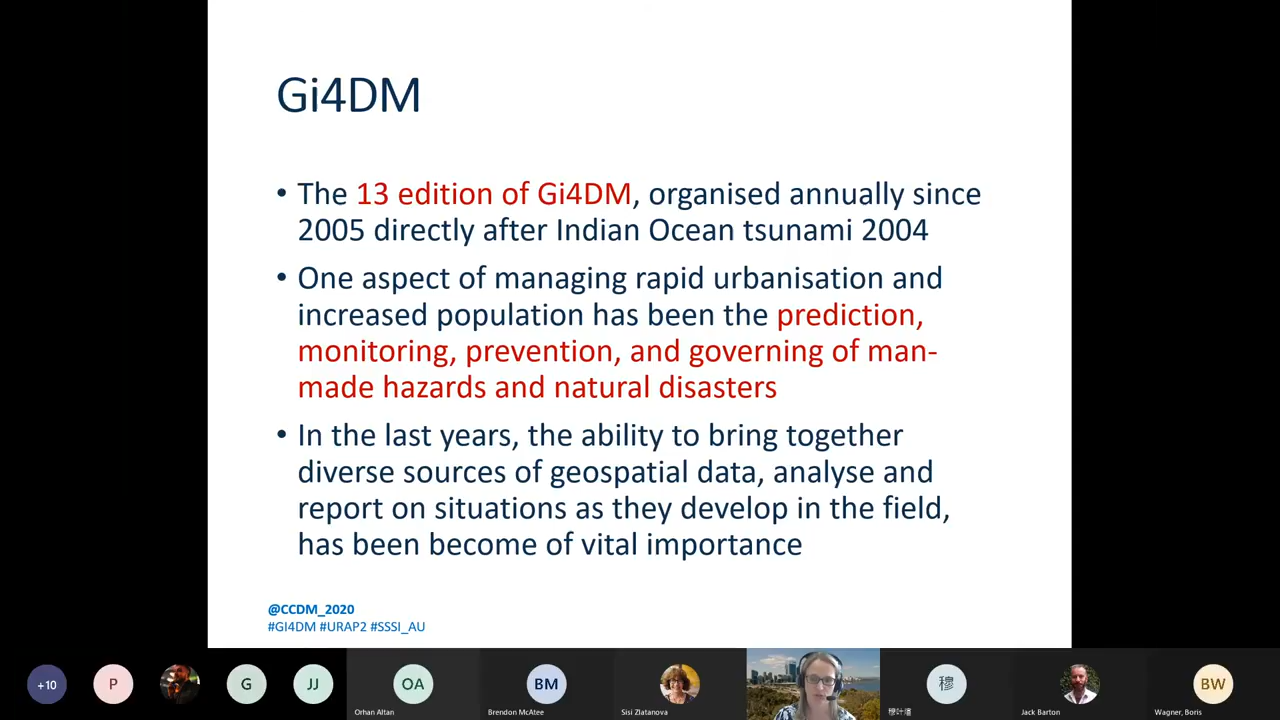 Gi4DM
• The 13 edition of Gi4DM, organised annually since
2005 directly after Indian Ocean tsunami 2004
• One aspect of managing rapid urbanisation and
increased population has been the prediction,
monitoring, prevention, and governing of man-
made hazards and natural disasters
• In the last years, the ability to bring together
diverse sources of geospatial data, analyse and
report on situations as they develop in the field,
has been become of vital importance
@CCDM_2020
#GI4DM #URAP2 #SSSI_AU
+10
P
G
JJ
OA
BM
穆
BW
Orhan Altan
Brendon McAtee
Sisi Zlatanova
Jack Barton
Wagner, Boris